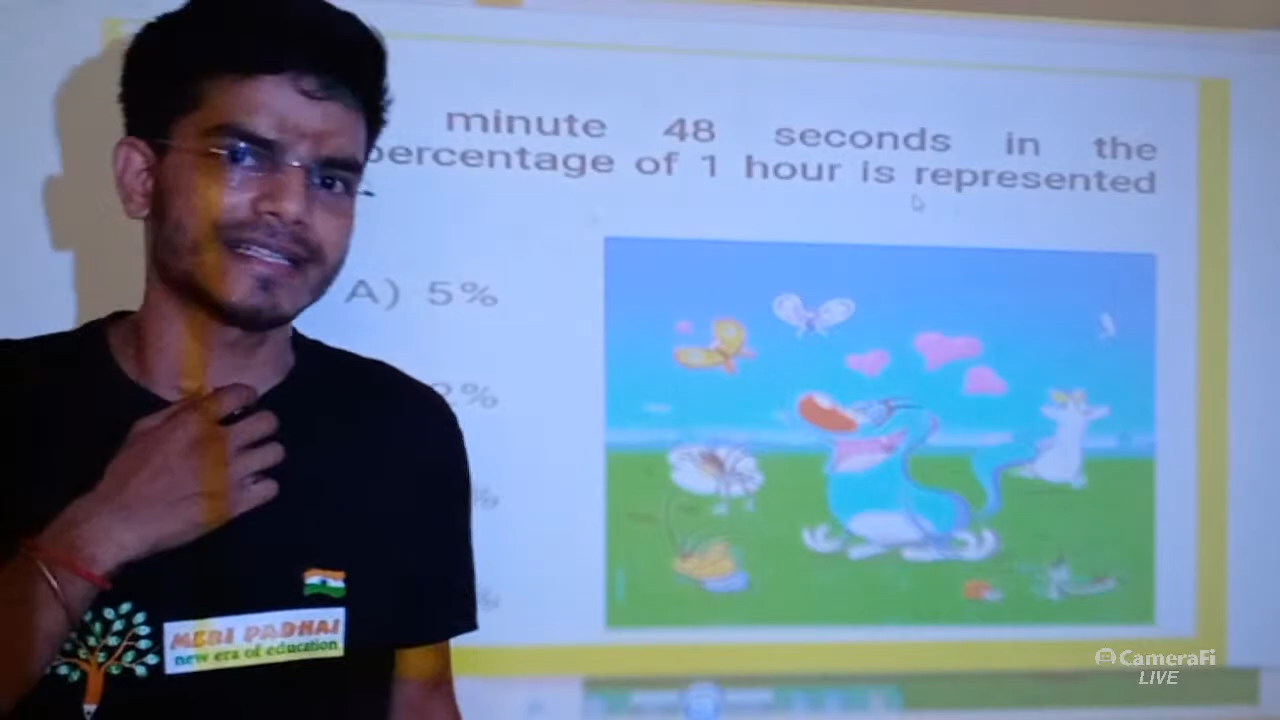 minute 48 seconds in the
percentage of 1 hour is represented
A) 5%
2%
%
%
MERI PADHAI
new era of education
CameraFi
LIVE